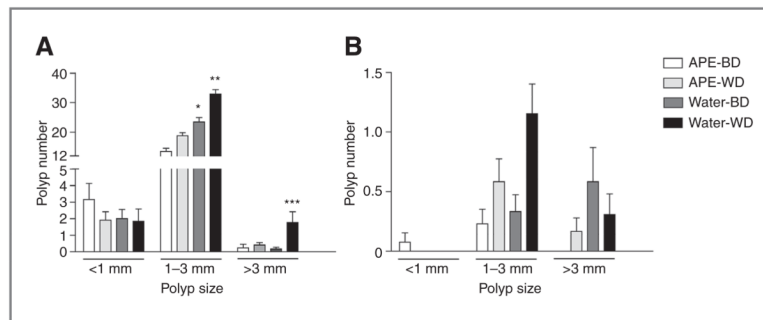 A
Polyp number
40
30
20
12
5
4
3
2
1
0
*
**
***
<1 mm
1–3 mm
>3 mm
Polyp size
B
Polyp number
1.5
1.0
0.5
0
<1 mm
1–3 mm
>3 mm
Polyp size
APE-BD
APE-WD
Water-BD
Water-WD